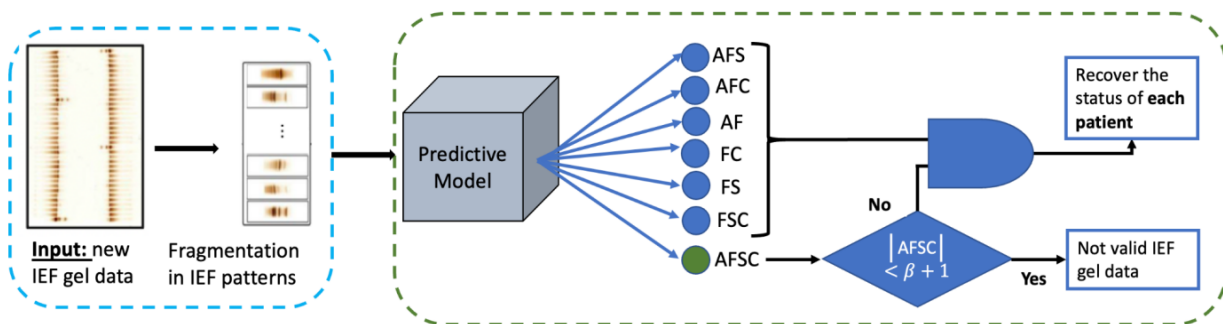 Input: new
IEF gel data
Fragmentation
in IEF patterns
...
Predictive
Model
AFS
AFC
AF
FC
FS
FSC
AFSC
No
|AFSC|
< β + 1
Yes
Recover the
status of each
patient
Not valid IEF
gel data